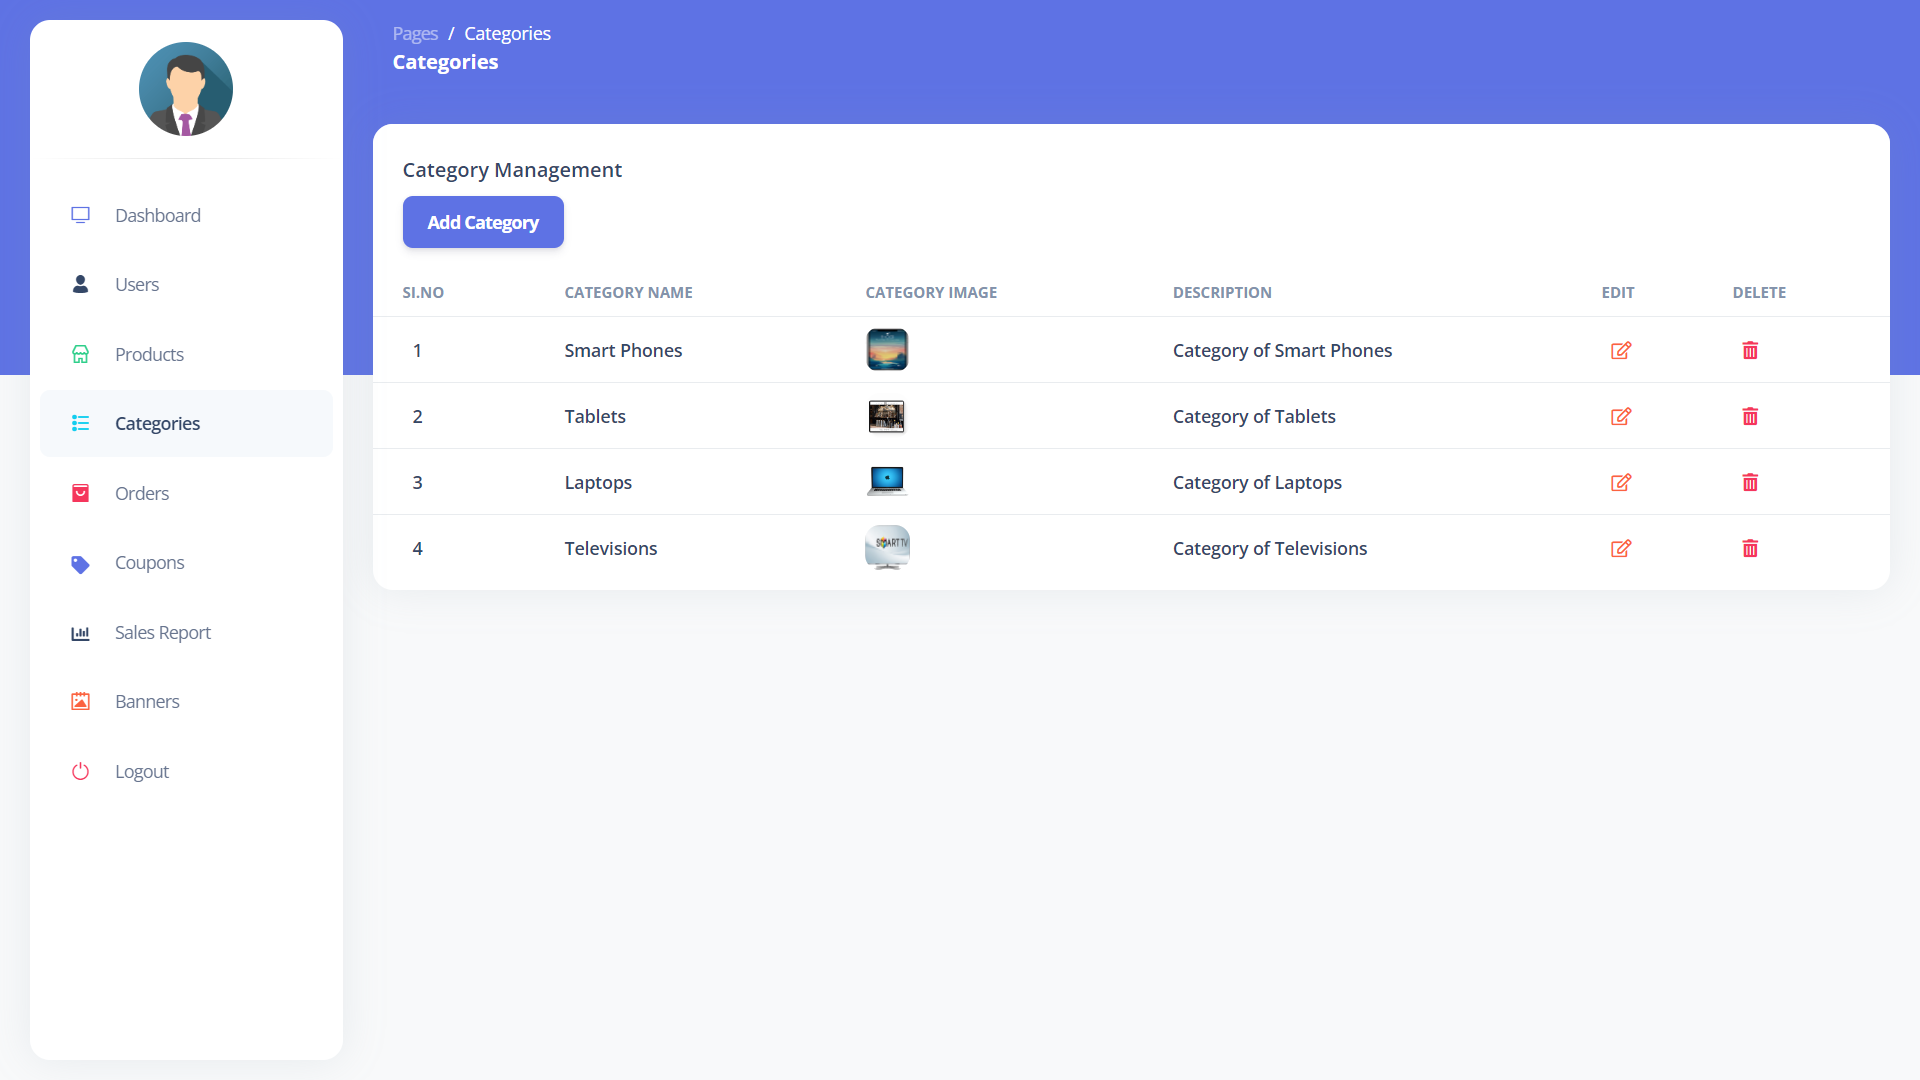 Pages / Categories
Categories
Dashboard
Users
Products
Categories
Orders
Coupons
Sales Report
Banners
Logout
Category Management
Add Category
SI.NO CATEGORY NAME CATEGORY IMAGE DESCRIPTION EDIT DELETE
1 Smart Phones Category of Smart Phones
2 Tablets Category of Tablets
3 Laptops Category of Laptops
4 Televisions SMART TV Category of Televisions